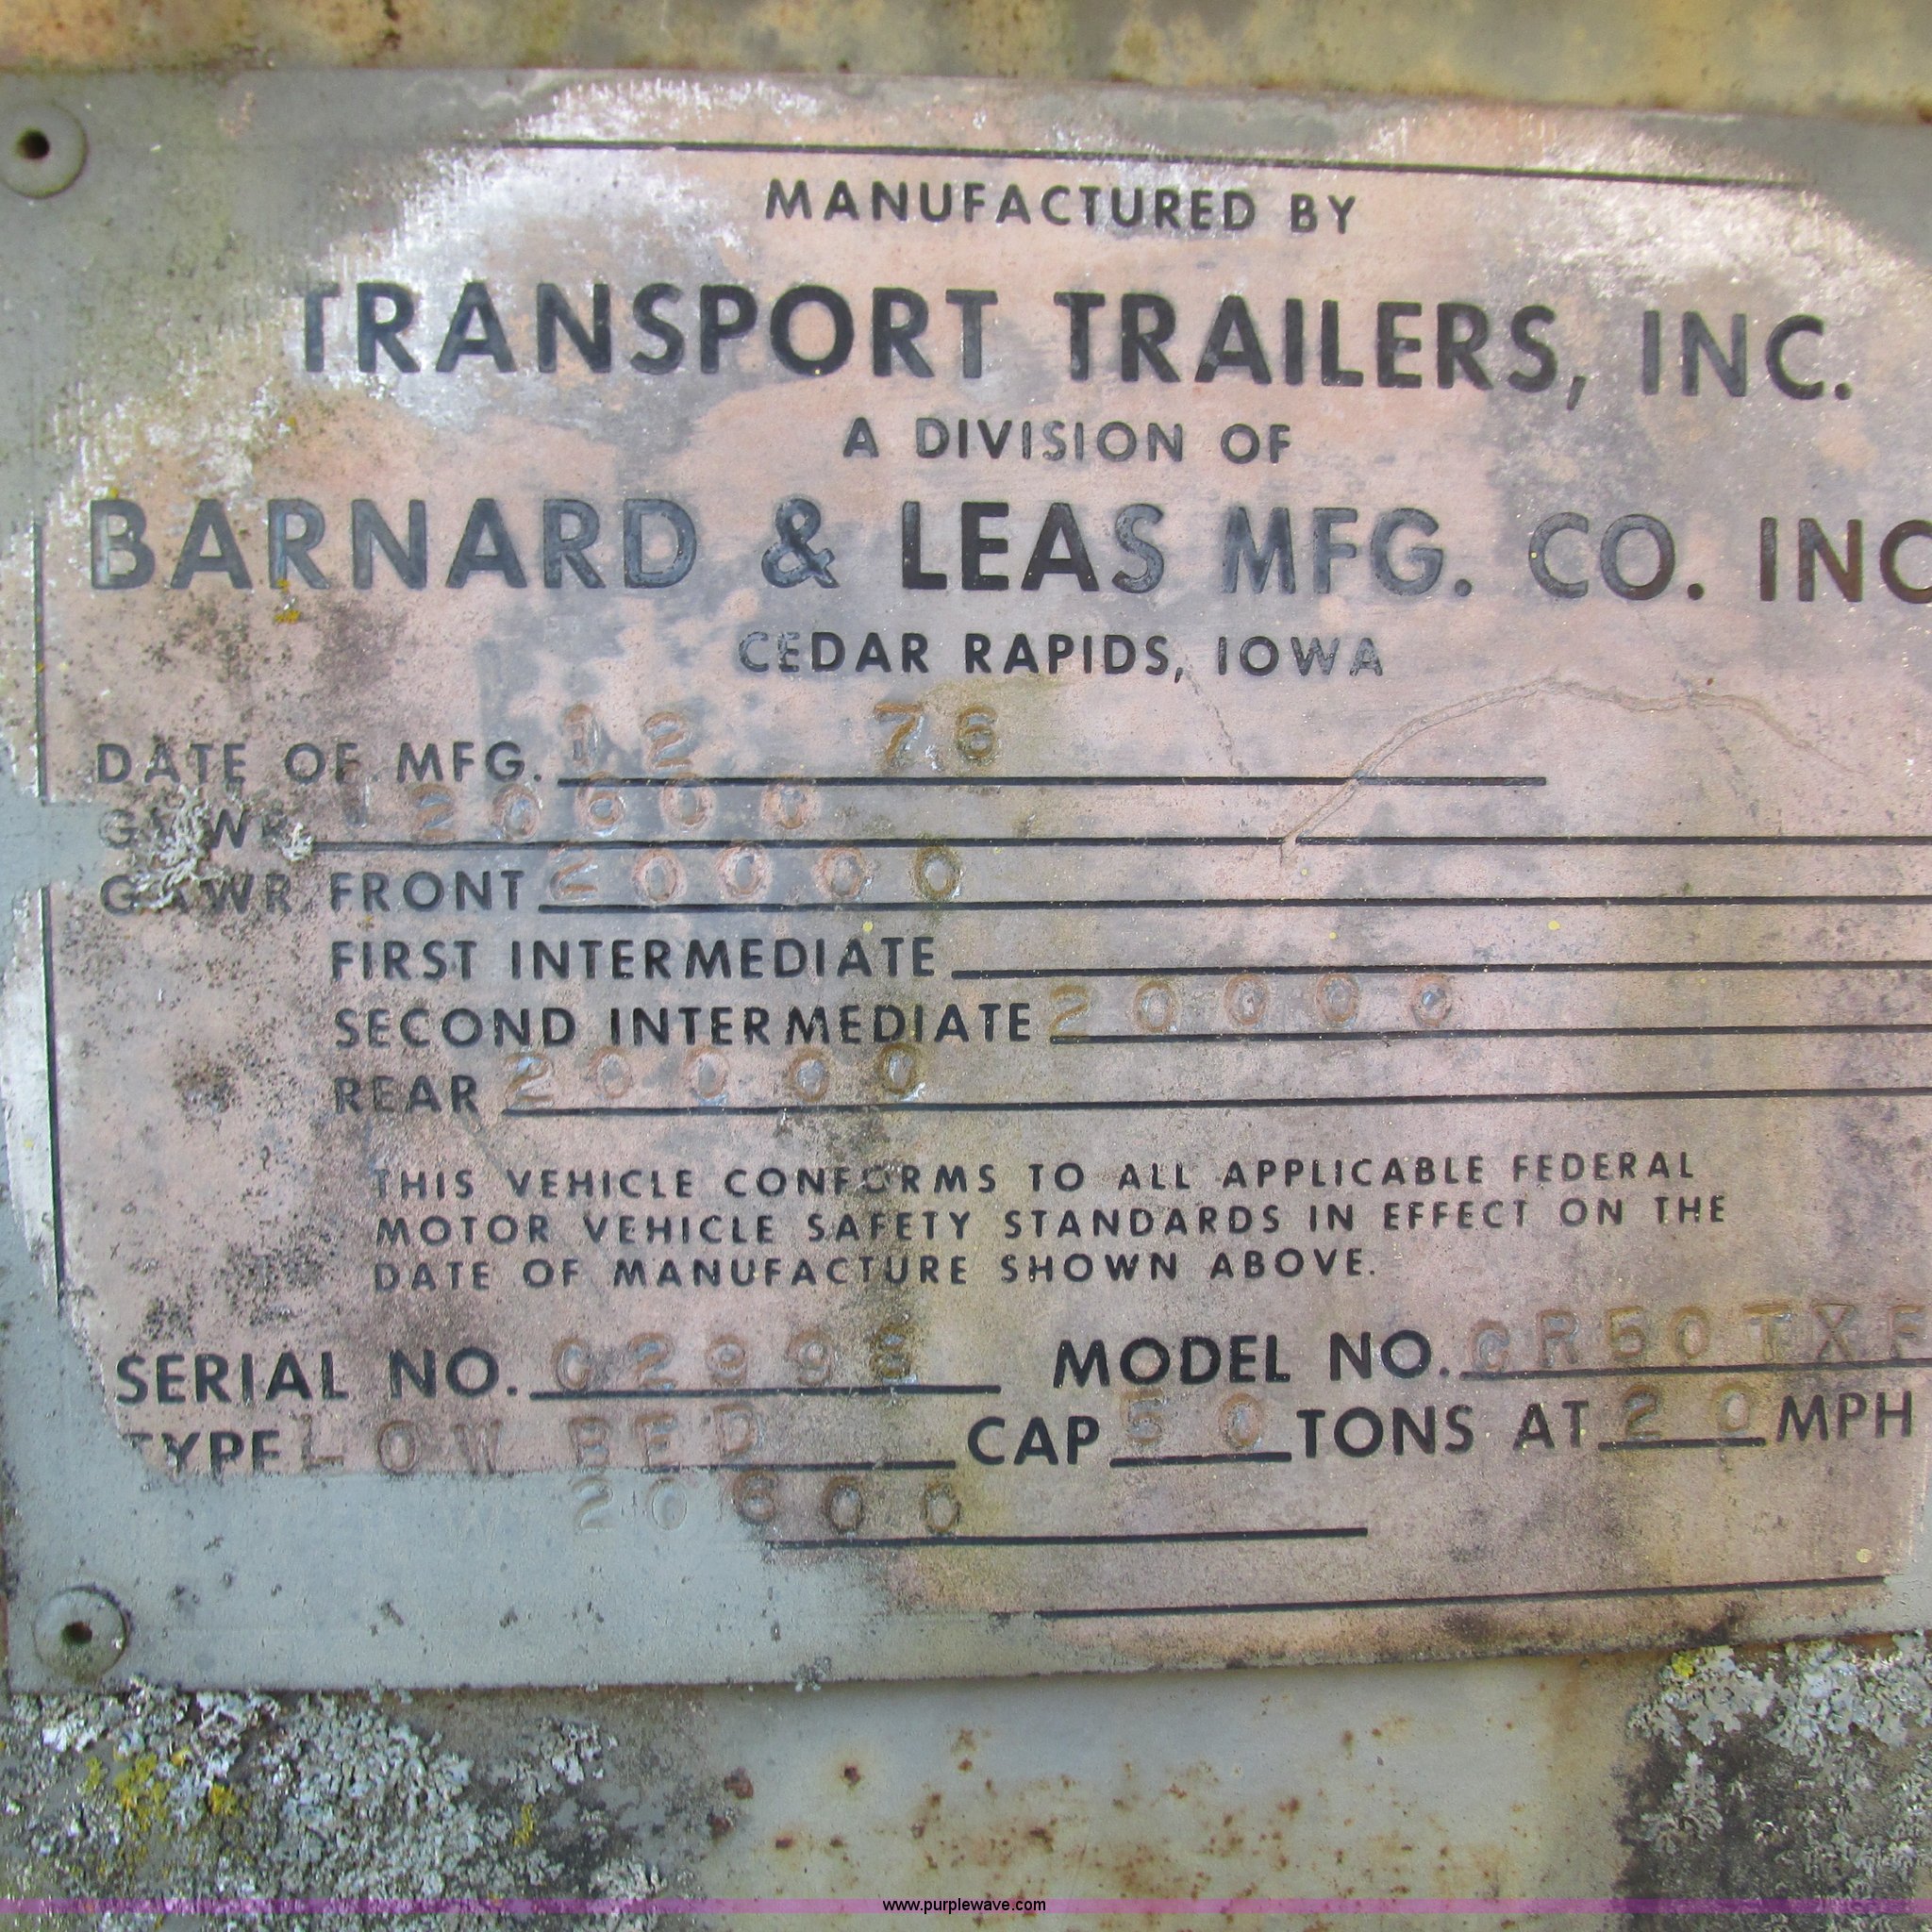 MANUFACTURED BY
TRANSPORT TRAILERS, INC.
A DIVISION OF
BARNARD & LEAS MFG. CO. INC
CEDAR RAPIDS, IOWA
DATE OF MFG. 12 76
20600
GAWR FRONT 20000
FIRST INTERMEDIATE
SECOND INTERMEDIATE 20000
REAR 20000
THIS VEHICLE CONFORMS TO ALL APPLICABLE FEDERAL
MOTOR VEHICLE SAFETY STANDARDS IN EFFECT ON THE
DATE OF MANUFACTURE SHOWN ABOVE.
SERIAL NO. MODEL NO.
TYPE LOW BED CAP 50 TONS AT 20 MPH
20600
www.purplewave.com